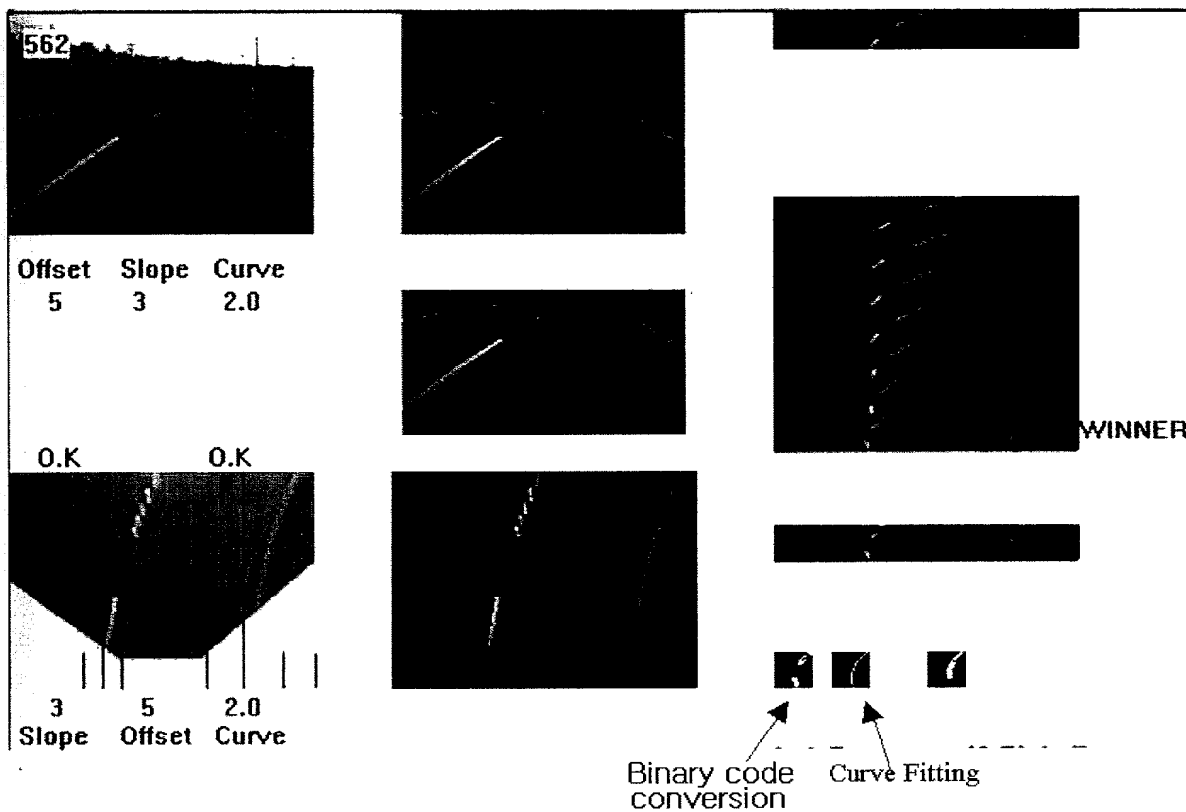 562
Offset Slope Curve
5 3 2.0
O.K O.K
WINNER
3 5 2.0
Slope Offset Curve
Binary code
conversion
Curve Fitting